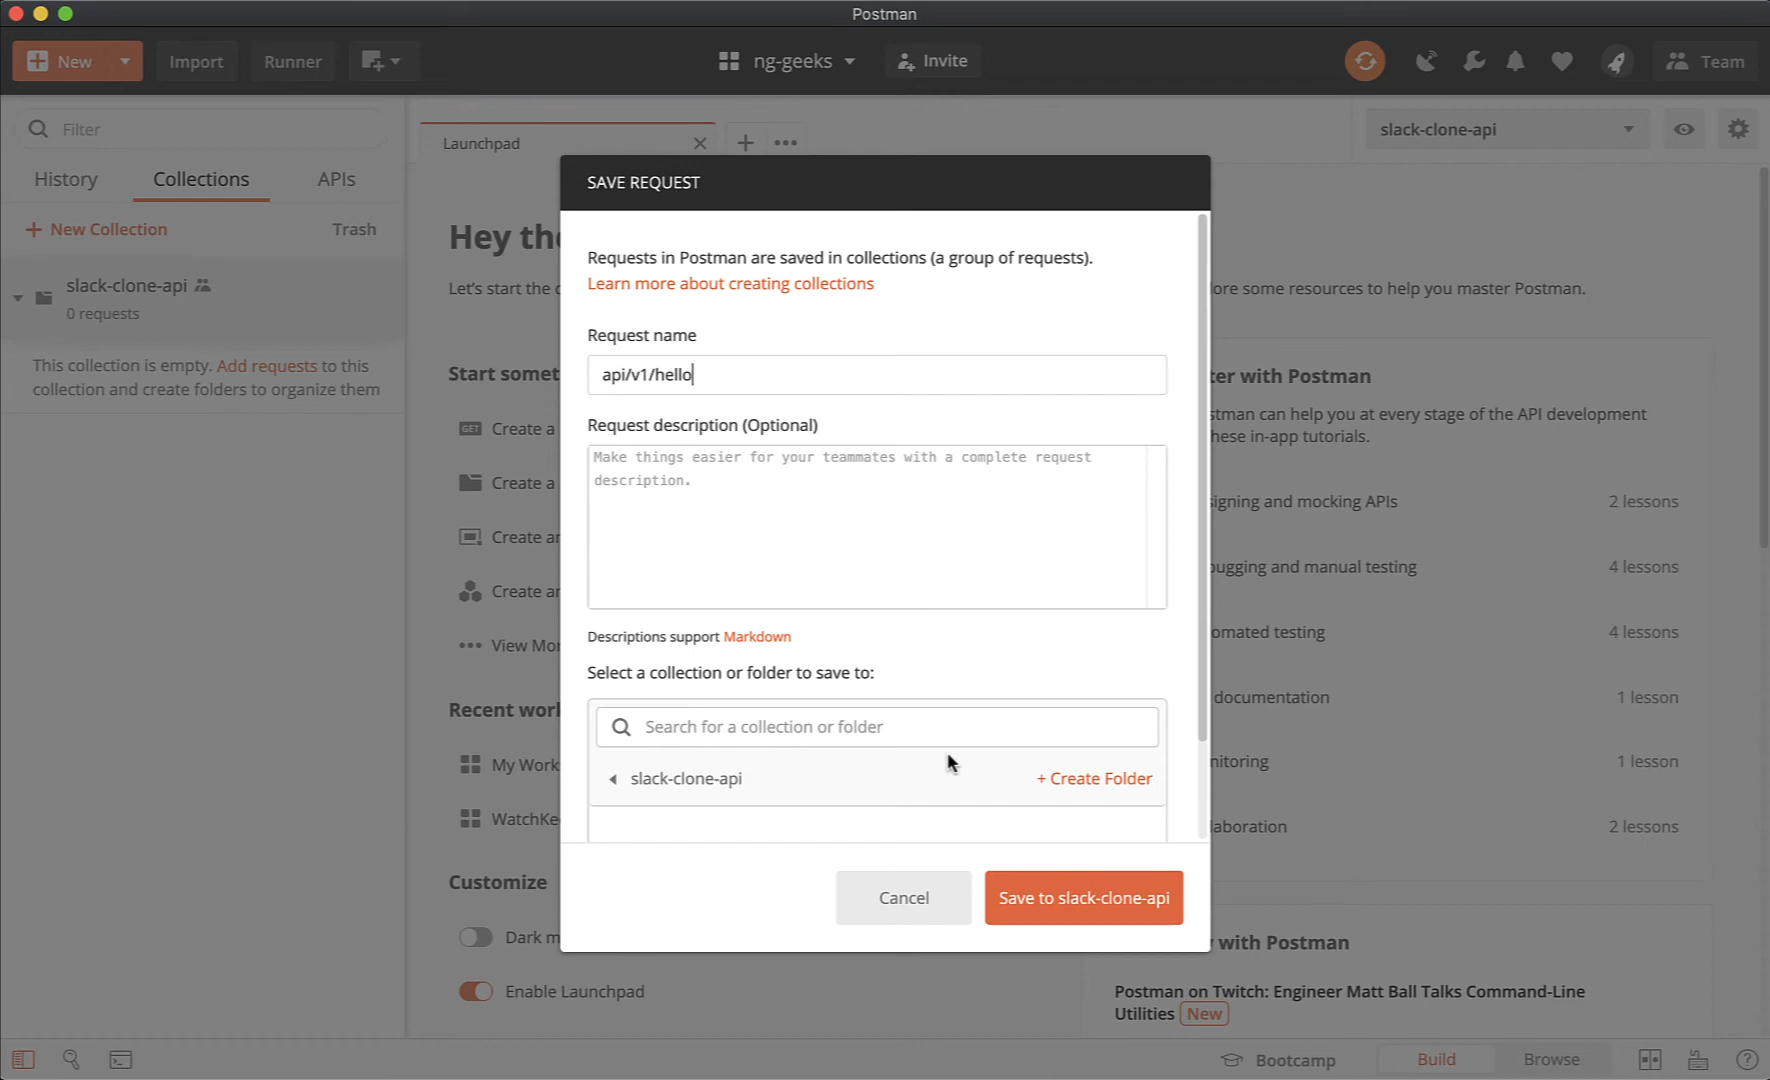 Postman
New
Import
Runner
ng-geeks
Invite
Team
Filter
Launchpad
slack-clone-api
History
Collections
APIs
New Collection
Trash
slack-clone-api
0 requests
This collection is empty. Add requests to this
collection and create folders to organize them
Hey the
Let's start the
ore some resources to help you master Postman.
Start somet
GET Create a
Create a
Create an
Create an
View Mor
Recent wor
My Work
WatchKe
Customize
Dark m
Enable Launchpad
SAVE REQUEST
Requests in Postman are saved in collections (a group of requests).
Learn more about creating collections
Request name
api/v1/hello
Request description (Optional)
Make things easier for your teammates with a complete request
description.
Descriptions support Markdown
Select a collection or folder to save to:
Search for a collection or folder
slack-clone-api
+ Create Folder
Cancel
Save to slack-clone-api
ter with Postman
stman can help you at every stage of the API development
hese in-app tutorials.
signing and mocking APIs
2 lessons
ugging and manual testing
4 lessons
omated testing
4 lessons
documentation
1 lesson
nitoring
1 lesson
laboration
2 lessons
with Postman
Postman on Twitch: Engineer Matt Ball Talks Command-Line
Utilities New
Bootcamp
Build
Browse